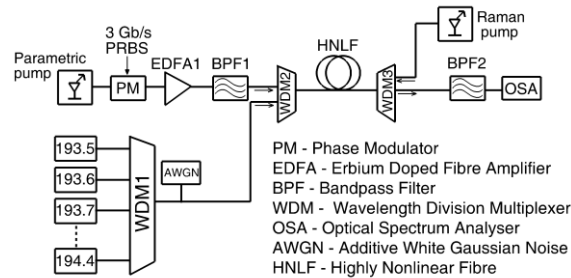 3 Gb/s
PRBS
Parametric
pump
PM
EDFA1
BPF1
WDM2
HNLF
WDM3
Raman
pump
BPF2
OSA
193.5
193.6
193.7
194.4
WDM1
AWGN
PM - Phase Modulator
EDFA - Erbium Doped Fibre Amplifier
BPF - Bandpass Filter
WDM - Wavelength Division Multiplexer
OSA - Optical Spectrum Analyser
AWGN - Additive White Gaussian Noise
HNLF - Highly Nonlinear Fibre